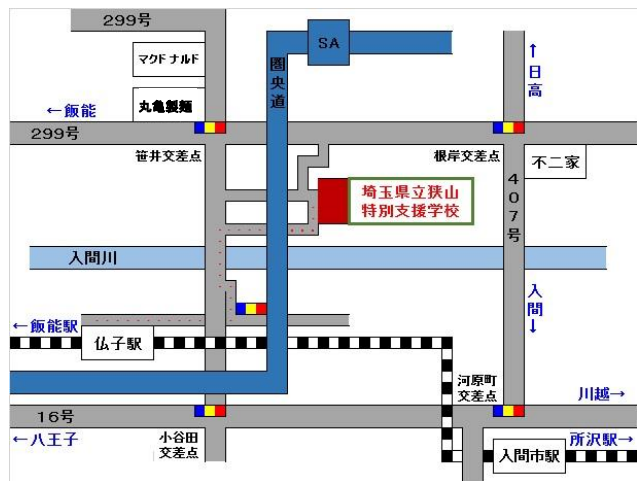 299号
SA
マクドナルド
圏央道
↑日高
丸亀製麺
←飯能
299号
笹井交差点
根岸交差点
不二家
埼玉県立狭山
特別支援学校
407号
入間川
入間↓
←飯能駅
仏子駅
河原町
交差点
川越→
16号
←八王子
小谷田
交差点
所沢駅→
入間市駅